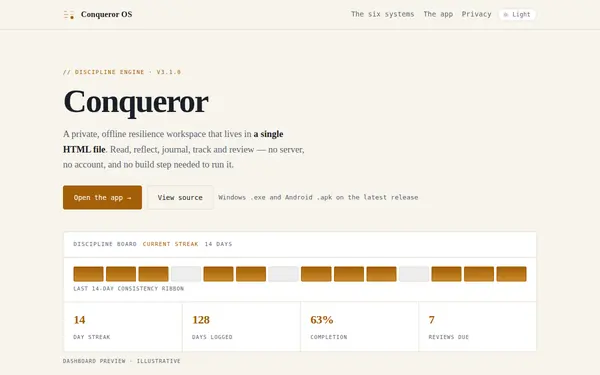 Conqueror OS
The six systems The app Privacy Light
// DISCIPLINE ENGINE · V3.1.0
Conqueror
A private, offline resilience workspace that lives in a single
HTML file. Read, reflect, journal, track and review — no server,
no account, and no build step needed to run it.
Open the app →
View source
Windows .exe and Android .apk on the latest release
DISCIPLINE BOARD CURRENT STREAK 14 DAYS
LAST 14-DAY CONSISTENCY RIBBON
14 128 63% 7
DAY STREAK DAYS LOGGED COMPLETION REVIEWS DUE
DASHBOARD PREVIEW · ILLUSTRATIVE